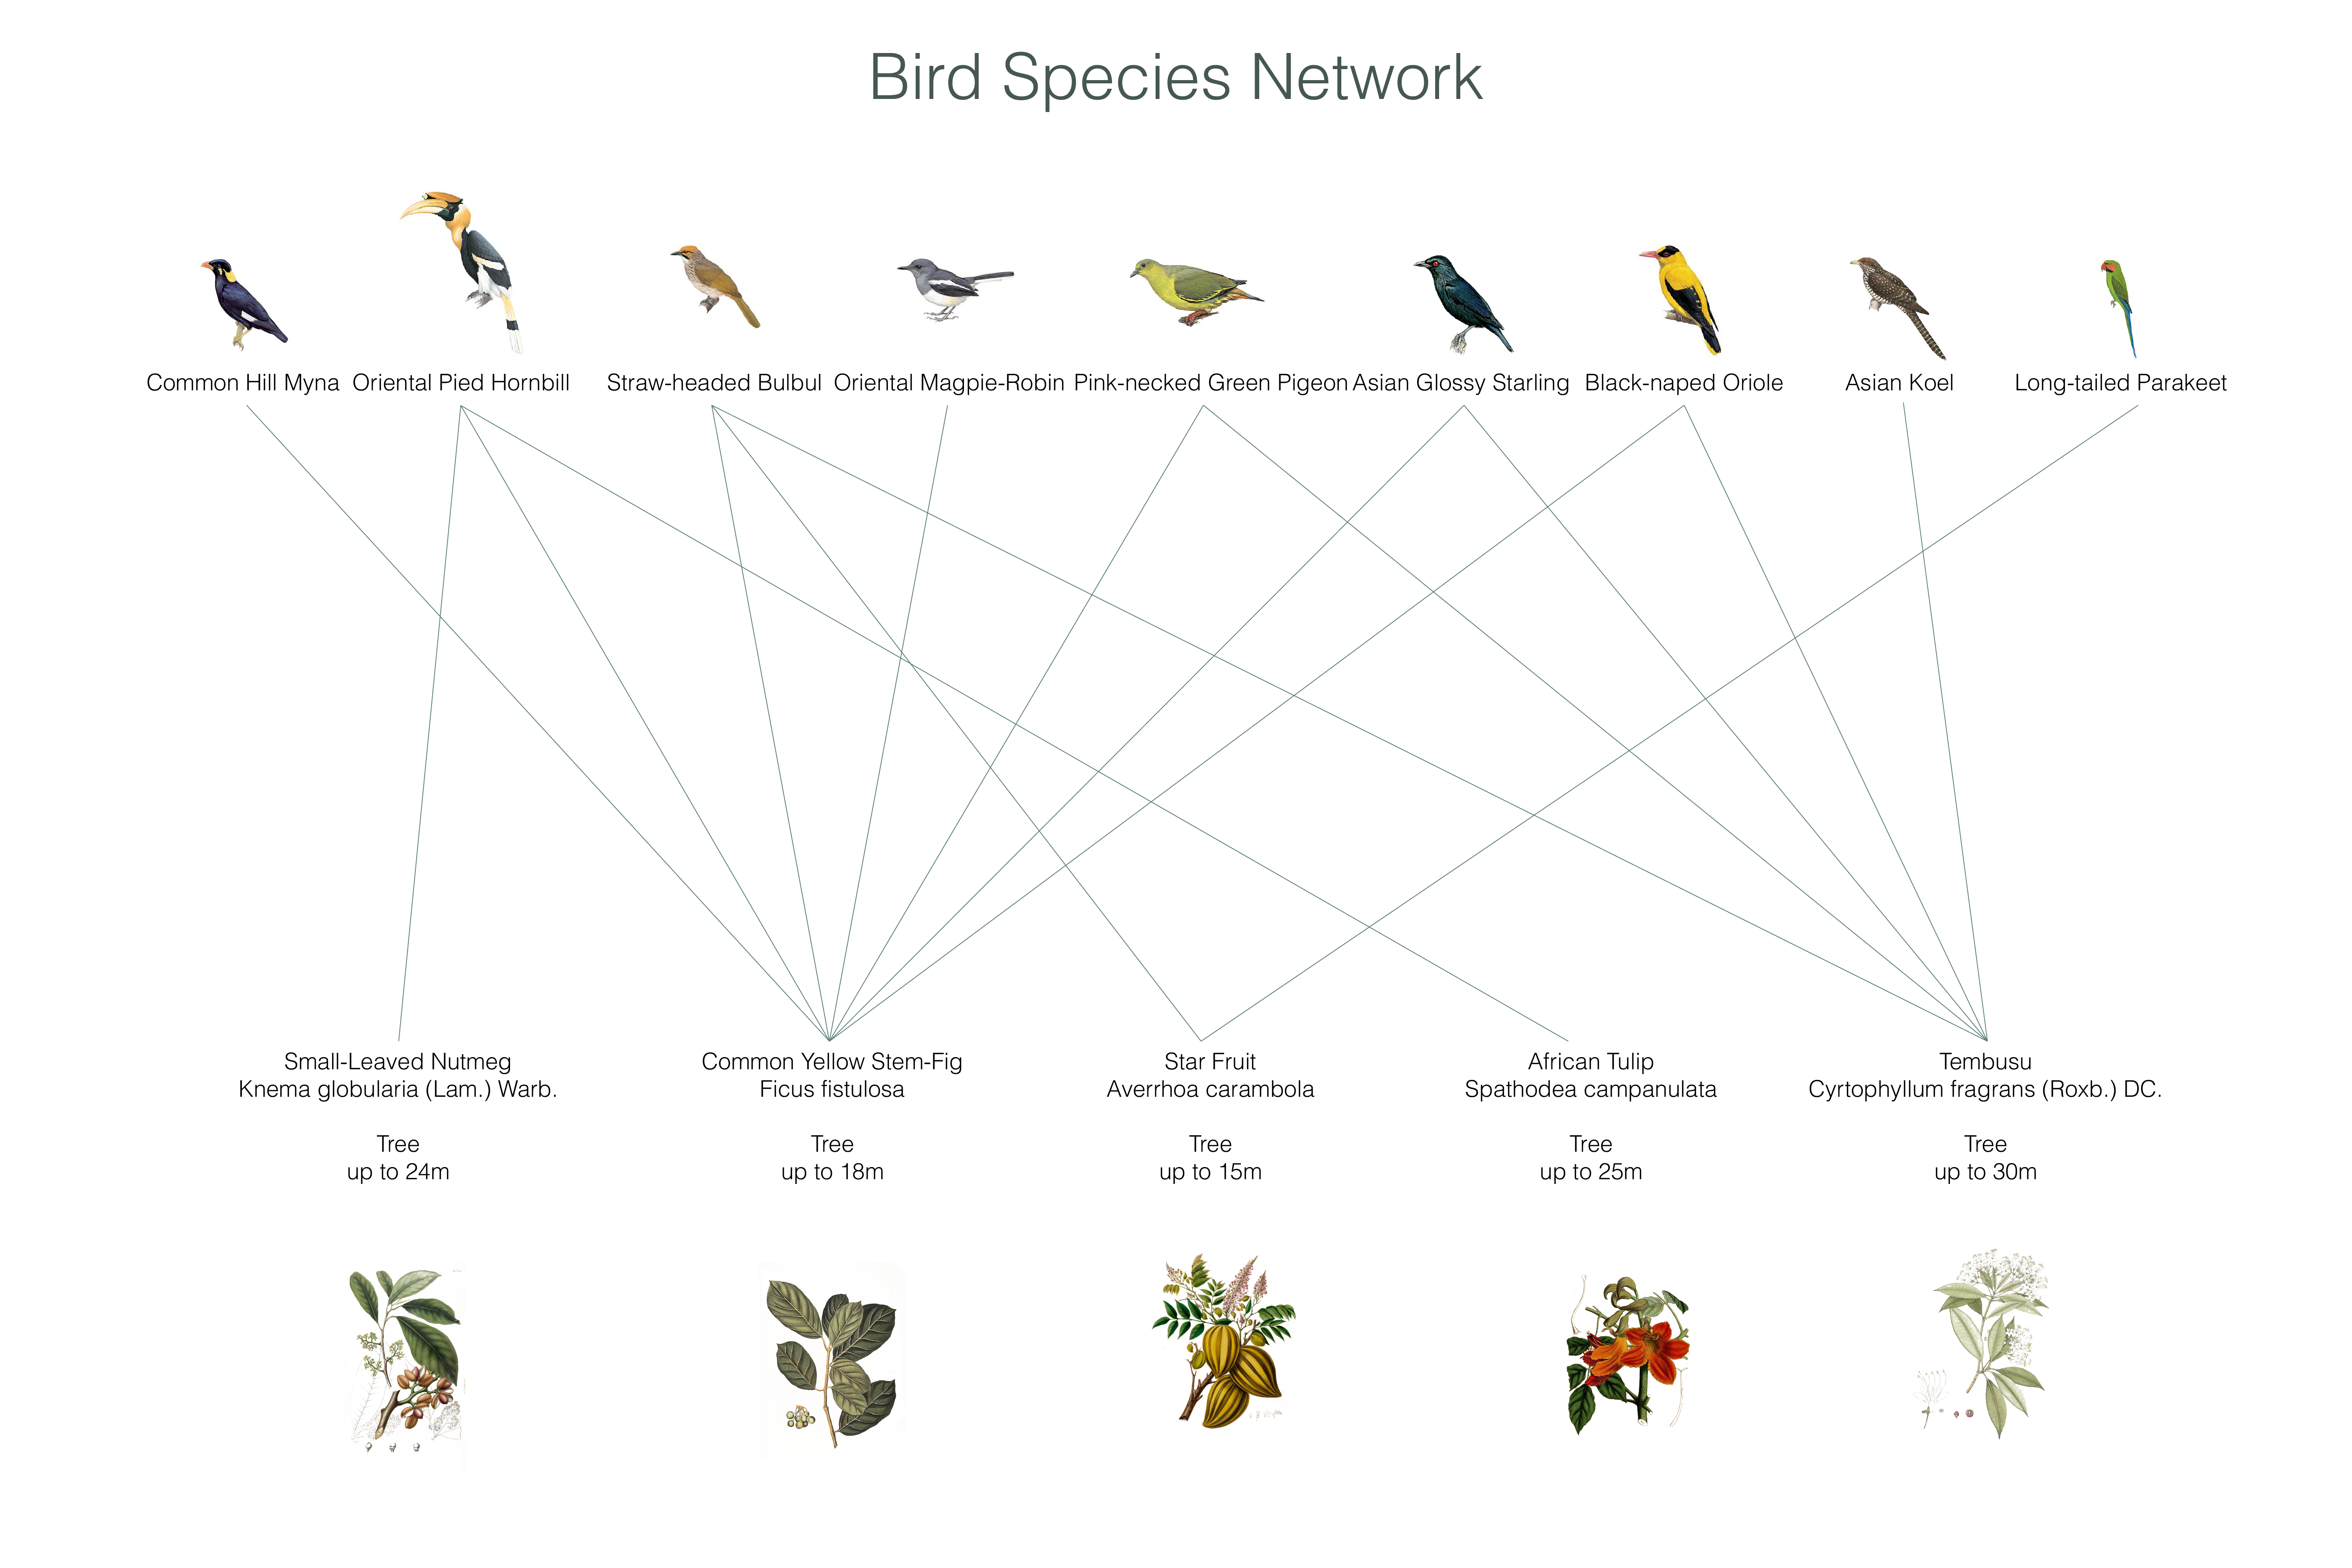 Bird Species Network
Common Hill Myna
Oriental Pied Hornbill
Straw-headed Bulbul
Oriental Magpie-Robin
Pink-necked Green Pigeon
Asian Glossy Starling
Black-naped Oriole
Asian Koel
Long-tailed Parakeet
Small-Leaved Nutmeg
Knema globularia (Lam.) Warb.
Tree
up to 24m
Common Yellow Stem-Fig
Ficus fistulosa
Tree
up to 18m
Star Fruit
Averrhoa carambola
Tree
up to 15m
African Tulip
Spathodea campanulata
Tree
up to 25m
Tembusu
Cyrtophyllum fragrans (Roxb.) DC.
Tree
up to 30m